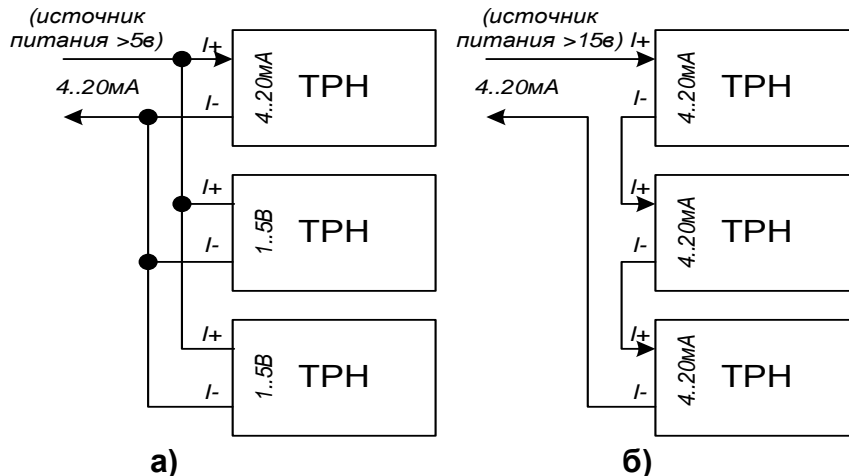 (источник
питания >5в)
I+
4..20мА
I-
4..20мА
ТРН
I+
I-
1..5В
ТРН
I+
I-
1..5В
ТРН
а)
(источник
питания >15в)
I+
4..20мА
I-
4..20мА
ТРН
I+
I-
4..20мА
ТРН
I+
I-
4..20мА
ТРН
б)